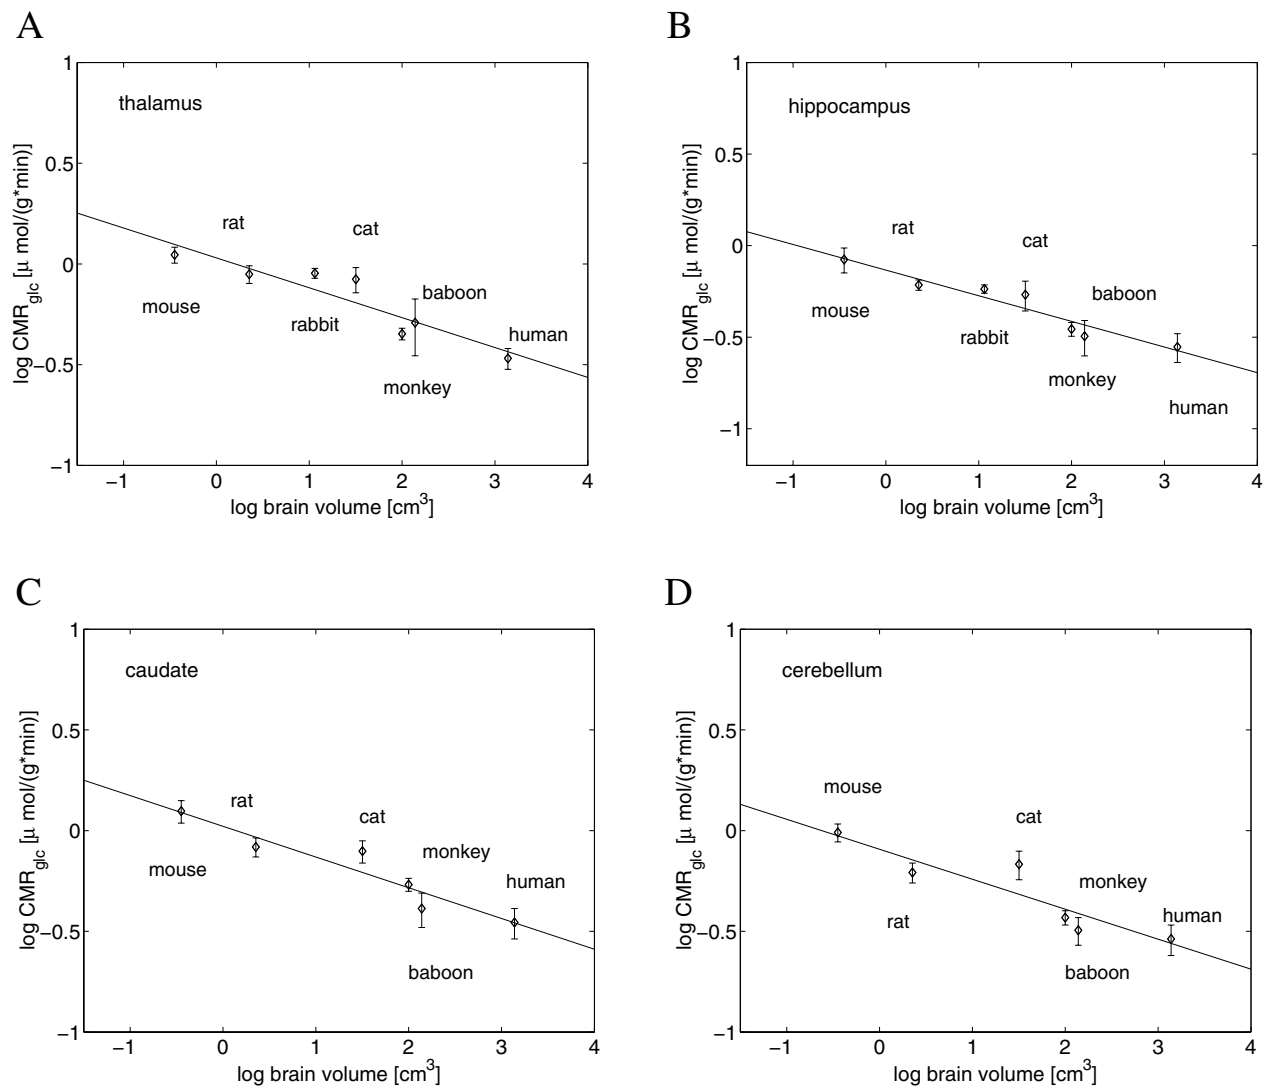 A
1
thalamus
0.5
rat
cat
0
baboon
mouse
rabbit
human
−0.5
monkey
−1
−1 0 1 2 3 4
log brain volume [cm3]
log CMRglc [μ mol/(g*min)]
B
1
hippocampus
0.5
rat
cat
0
baboon
mouse
rabbit
−0.5
monkey
human
−1
−1 0 1 2 3 4
log brain volume [cm3]
log CMRglc [μ mol/(g*min)]
C
1
caudate
0.5
rat
cat
0
monkey
mouse
human
−0.5
baboon
−1
−1 0 1 2 3 4
log brain volume [cm3]
log CMRglc [μ mol/(g*min)]
D
1
cerebellum
0.5
mouse
cat
0
monkey
rat
human
−0.5
baboon
−1
−1 0 1 2 3 4
log brain volume [cm3]
log CMRglc [μ mol/(g*min)]